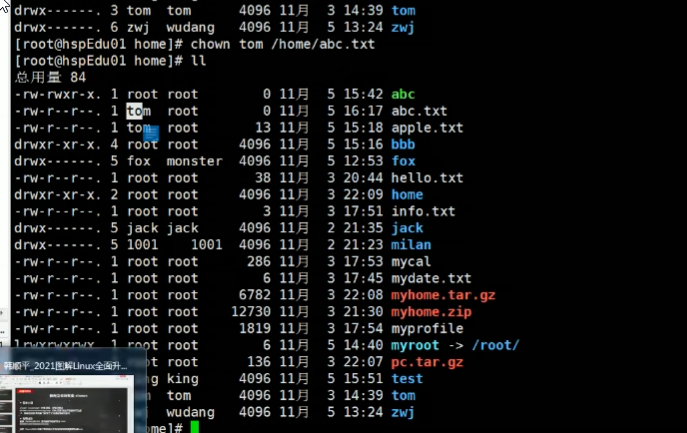 drwx------. 3 tom  tom     4096 11月  3 14:39 tom
drwx------. 6 zwj  wudang  4096 11月  5 13:24 zwj
[root@hspEdu01 home]# chown tom /home/abc.txt
[root@hspEdu01 home]# ll
总用量 84
-rw-rwxr-x. 1 root root       0 11月  5 15:42 abc
-rw-r--r--. 1 tom  root       0 11月  5 16:17 abc.txt
-rw-r--r--. 1 tom  root      13 11月  5 15:18 apple.txt
drwxr-xr-x. 4 root root    4096 11月  5 15:16 bbb
drwx------. 5 fox  monster 4096 11月  5 12:53 fox
-rw-r--r--. 1 root root      38 11月  3 20:44 hello.txt
drwxr-xr-x. 2 root root    4096 11月  3 22:09 home
-rw-r--r--. 1 root root       3 11月  3 17:51 info.txt
drwx------. 5 jack jack    4096 11月  2 21:35 jack
drwx------. 5 1001    1001 4096 11月  2 21:23 milan
-rw-r--r--. 1 root root     286 11月  3 17:53 mycal
-rw-r--r--. 1 root root       6 11月  3 17:45 mydate.txt
-rw-r--r--. 1 root root    6782 11月  3 22:08 myhome.tar.gz
-rw-r--r--. 1 root root   12730 11月  3 21:30 myhome.zip
-rw-r--r--. 1 root root    1819 11月  3 17:54 myprofile
lrwxrwxrwx. 1 root root       6 11月  5 14:40 myroot -> /root/
root     136 11月  3 22:07 pc.tar.gz
king    4096 11月  5 15:51 test
tom     4096 11月  3 14:39 tom
wudang  4096 11月  5 13:24 zwj
home]#
韩顺平_2021图解Linux全面升...